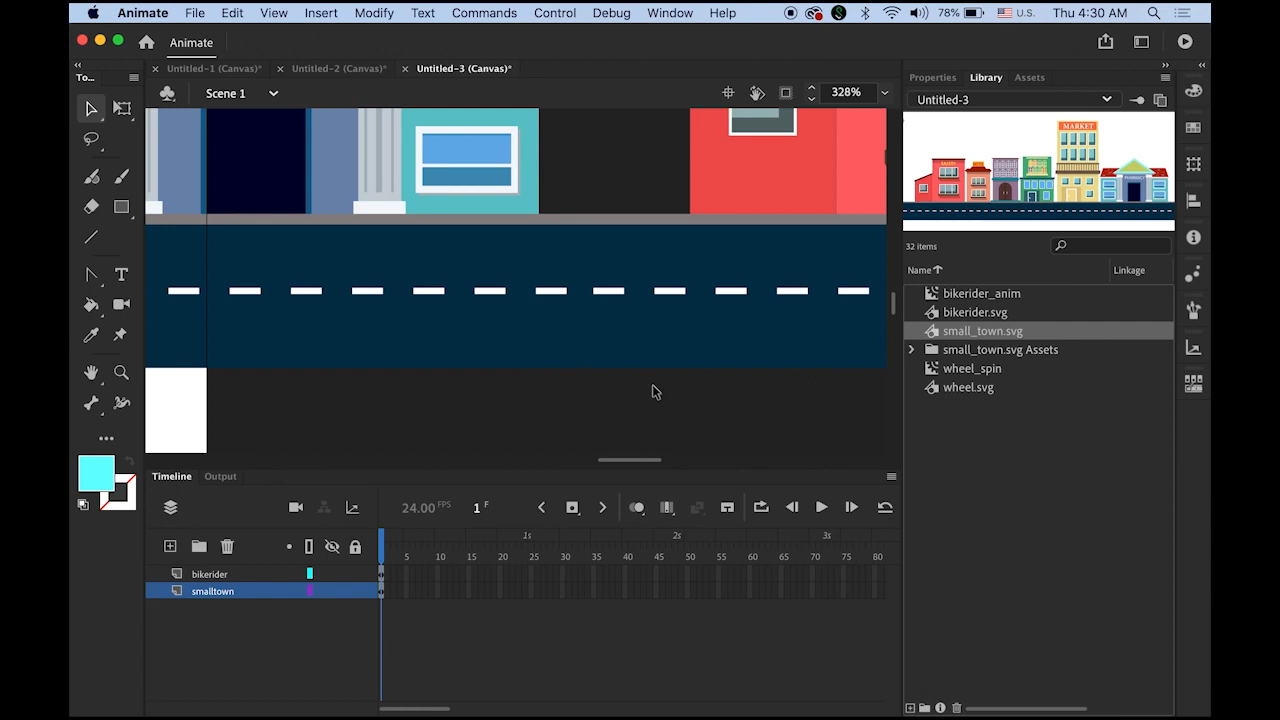 Animate File Edit View Insert Modify Text Commands Control Debug Window Help 78% U.S. Thu 4:30 AM
Animate
Untitled-1 (Canvas)* Untitled-2 (Canvas)* Untitled-3 (Canvas)*
To...
Properties Library Assets
Scene 1 328%
Untitled-3
MARKET
PHARMACY
32 items
Name Linkage
bikerider_anim
bikerider.svg
small_town.svg
small_town.svg Assets
wheel_spin
wheel.svg
Timeline Output
24.00 FPS 1 F
1s 2s 3s
5 10 15 20 25 30 35 40 45 50 55 60 65 70 75 80
bikerider
smalltown